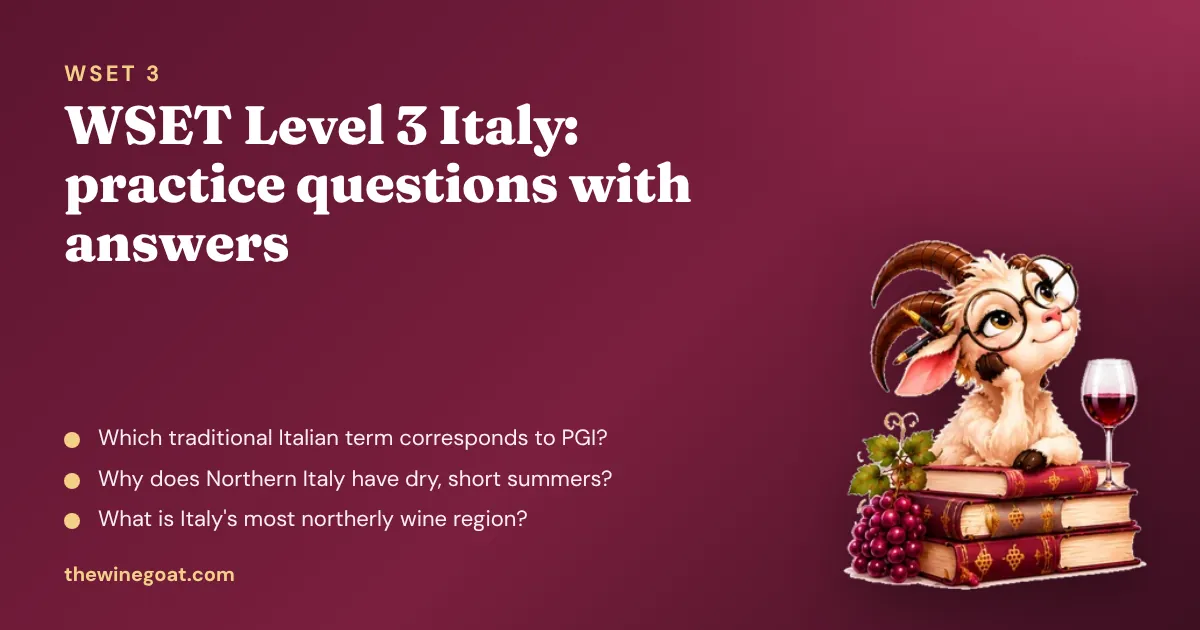 WSET 3
WSET Level 3 Italy:
practice questions with
answers
Which traditional Italian term corresponds to PGI?
Why does Northern Italy have dry, short summers?
What is Italy's most northerly wine region?
thewinegoat.com